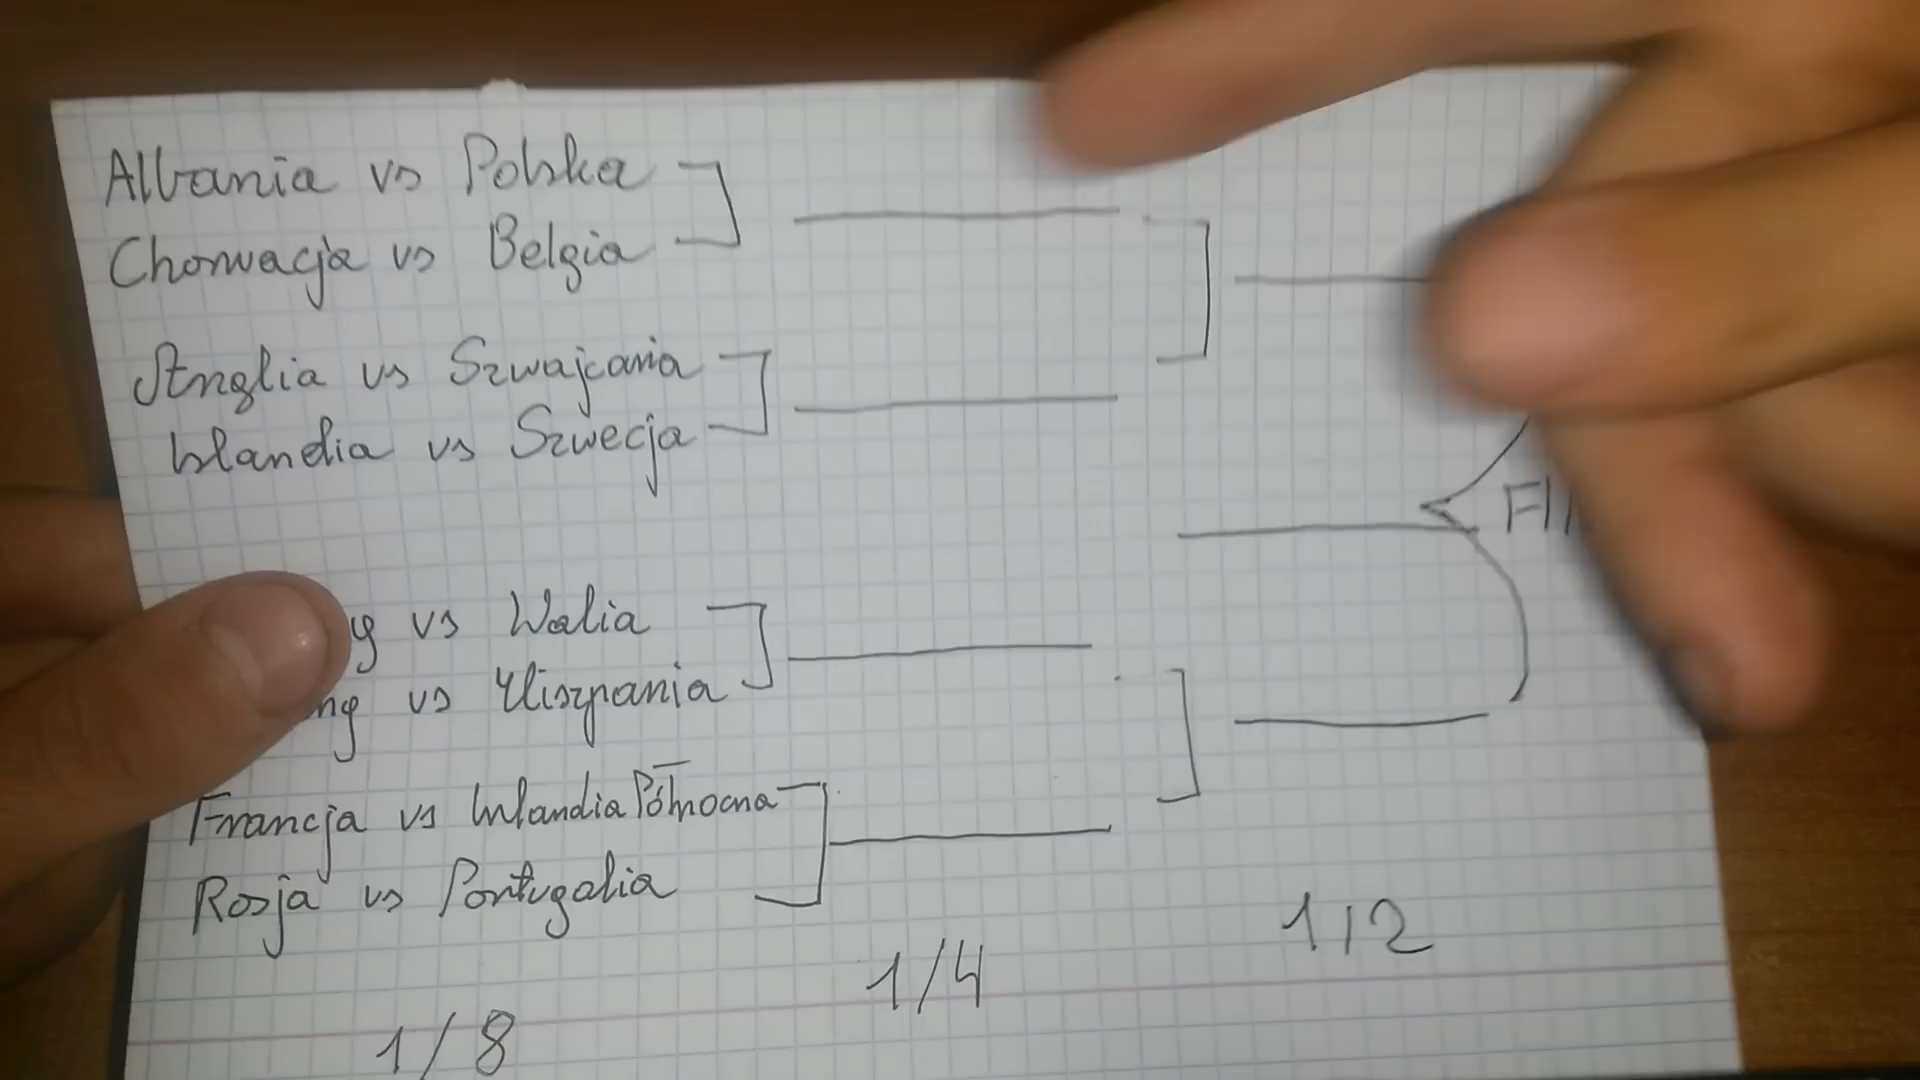 Albania vs Polska
Chorwacja vs Belgia
Anglia vs Szwajcaria
Islandia vs Szwecja
vs Walia
vs Hiszpania
Francja vs Irlandia Północna
Rosja vs Portugalia
1/8
1/4
1/2